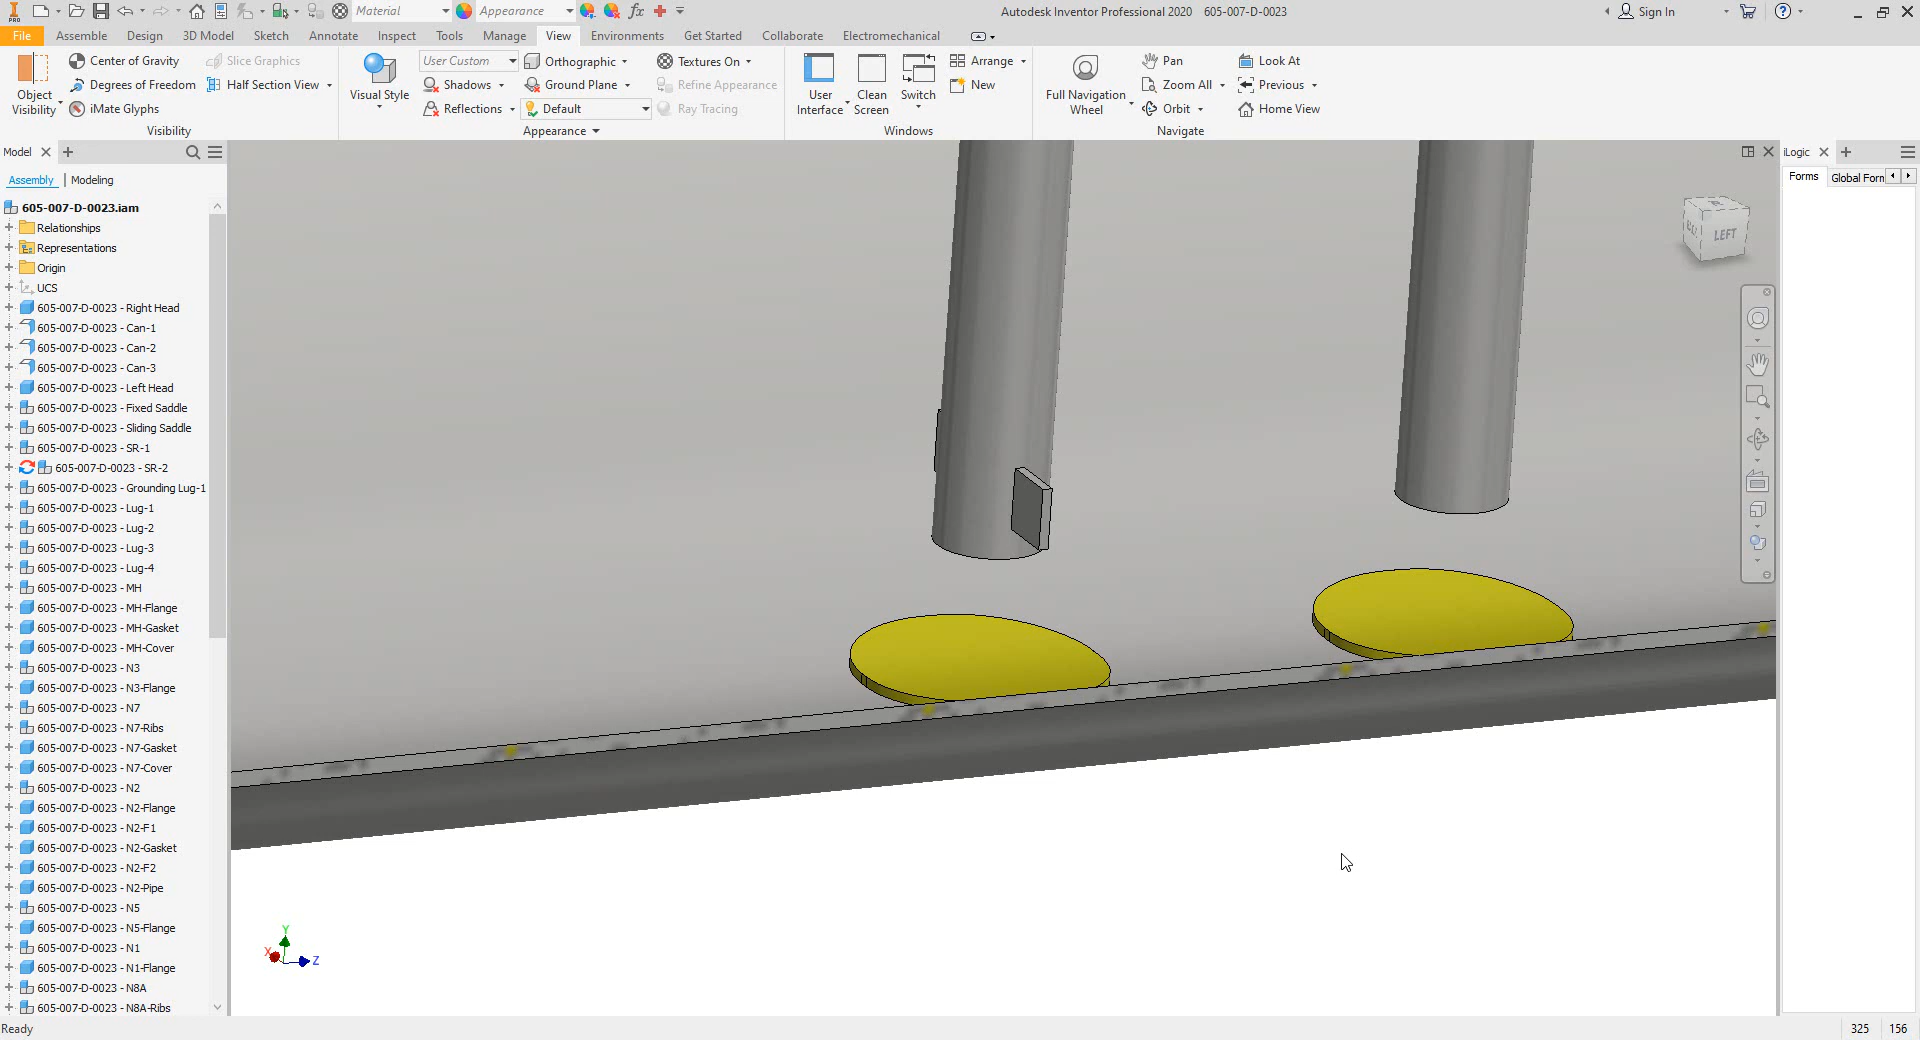 Material
Appearance
fx
Autodesk Inventor Professional 2020 605-007-D-0023
Sign In
PRO
File
Assemble
Design
3D Model
Sketch
Annotate
Inspect
Tools
Manage
View
Environments
Get Started
Collaborate
Electromechanical
Object
Visibility
Center of Gravity
Degrees of Freedom
iMate Glyphs
Slice Graphics
Half Section View
Visibility
Visual Style
User Custom
Shadows
Reflections
Orthographic
Ground Plane
Default
Textures On
Refine Appearance
Ray Tracing
Appearance
User
Interface
Clean
Screen
Switch
Arrange
New
Windows
Full Navigation
Wheel
Pan
Zoom All
Orbit
Look At
Previous
Home View
Navigate
Model
Assembly | Modeling
605-007-D-0023.iam
Relationships
Representations
Origin
UCS
605-007-D-0023 - Right Head
605-007-D-0023 - Can-1
605-007-D-0023 - Can-2
605-007-D-0023 - Can-3
605-007-D-0023 - Left Head
605-007-D-0023 - Fixed Saddle
605-007-D-0023 - Sliding Saddle
605-007-D-0023 - SR-1
605-007-D-0023 - SR-2
605-007-D-0023 - Grounding Lug-1
605-007-D-0023 - Lug-1
605-007-D-0023 - Lug-2
605-007-D-0023 - Lug-3
605-007-D-0023 - Lug-4
605-007-D-0023 - MH
605-007-D-0023 - MH-Flange
605-007-D-0023 - MH-Gasket
605-007-D-0023 - MH-Cover
605-007-D-0023 - N3
605-007-D-0023 - N3-Flange
605-007-D-0023 - N7
605-007-D-0023 - N7-Ribs
605-007-D-0023 - N7-Gasket
605-007-D-0023 - N7-Cover
605-007-D-0023 - N2
605-007-D-0023 - N2-Flange
605-007-D-0023 - N2-F1
605-007-D-0023 - N2-Gasket
605-007-D-0023 - N2-F2
605-007-D-0023 - N2-Pipe
605-007-D-0023 - N5
605-007-D-0023 - N5-Flange
605-007-D-0023 - N1
605-007-D-0023 - N1-Flange
605-007-D-0023 - N8A
605-007-D-0023 - N8A-Ribs
LEFT
Y
X
Z
iLogic
Forms
Global Forn
Ready
325
156